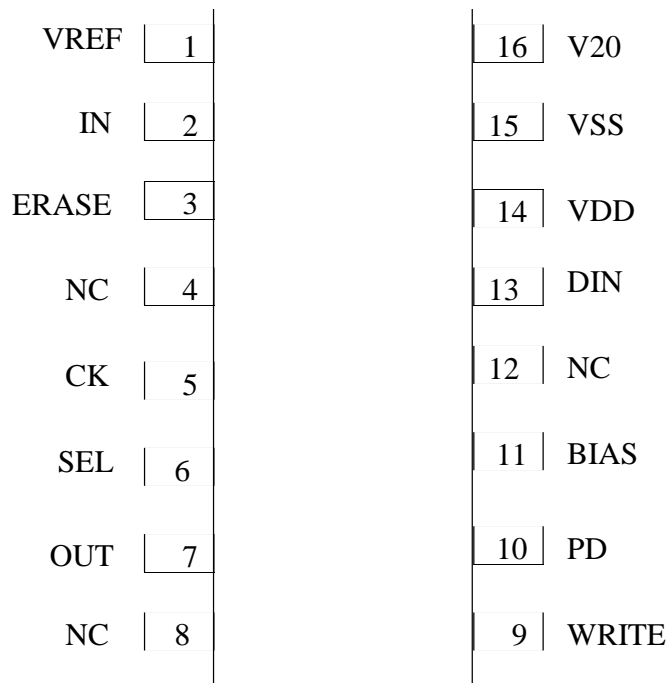 VREF 1 16 V20
IN 2 15 VSS
ERASE 3 14 VDD
NC 4 13 DIN
CK 5 12 NC
SEL 6 11 BIAS
OUT 7 10 PD
NC 8 9 WRITE